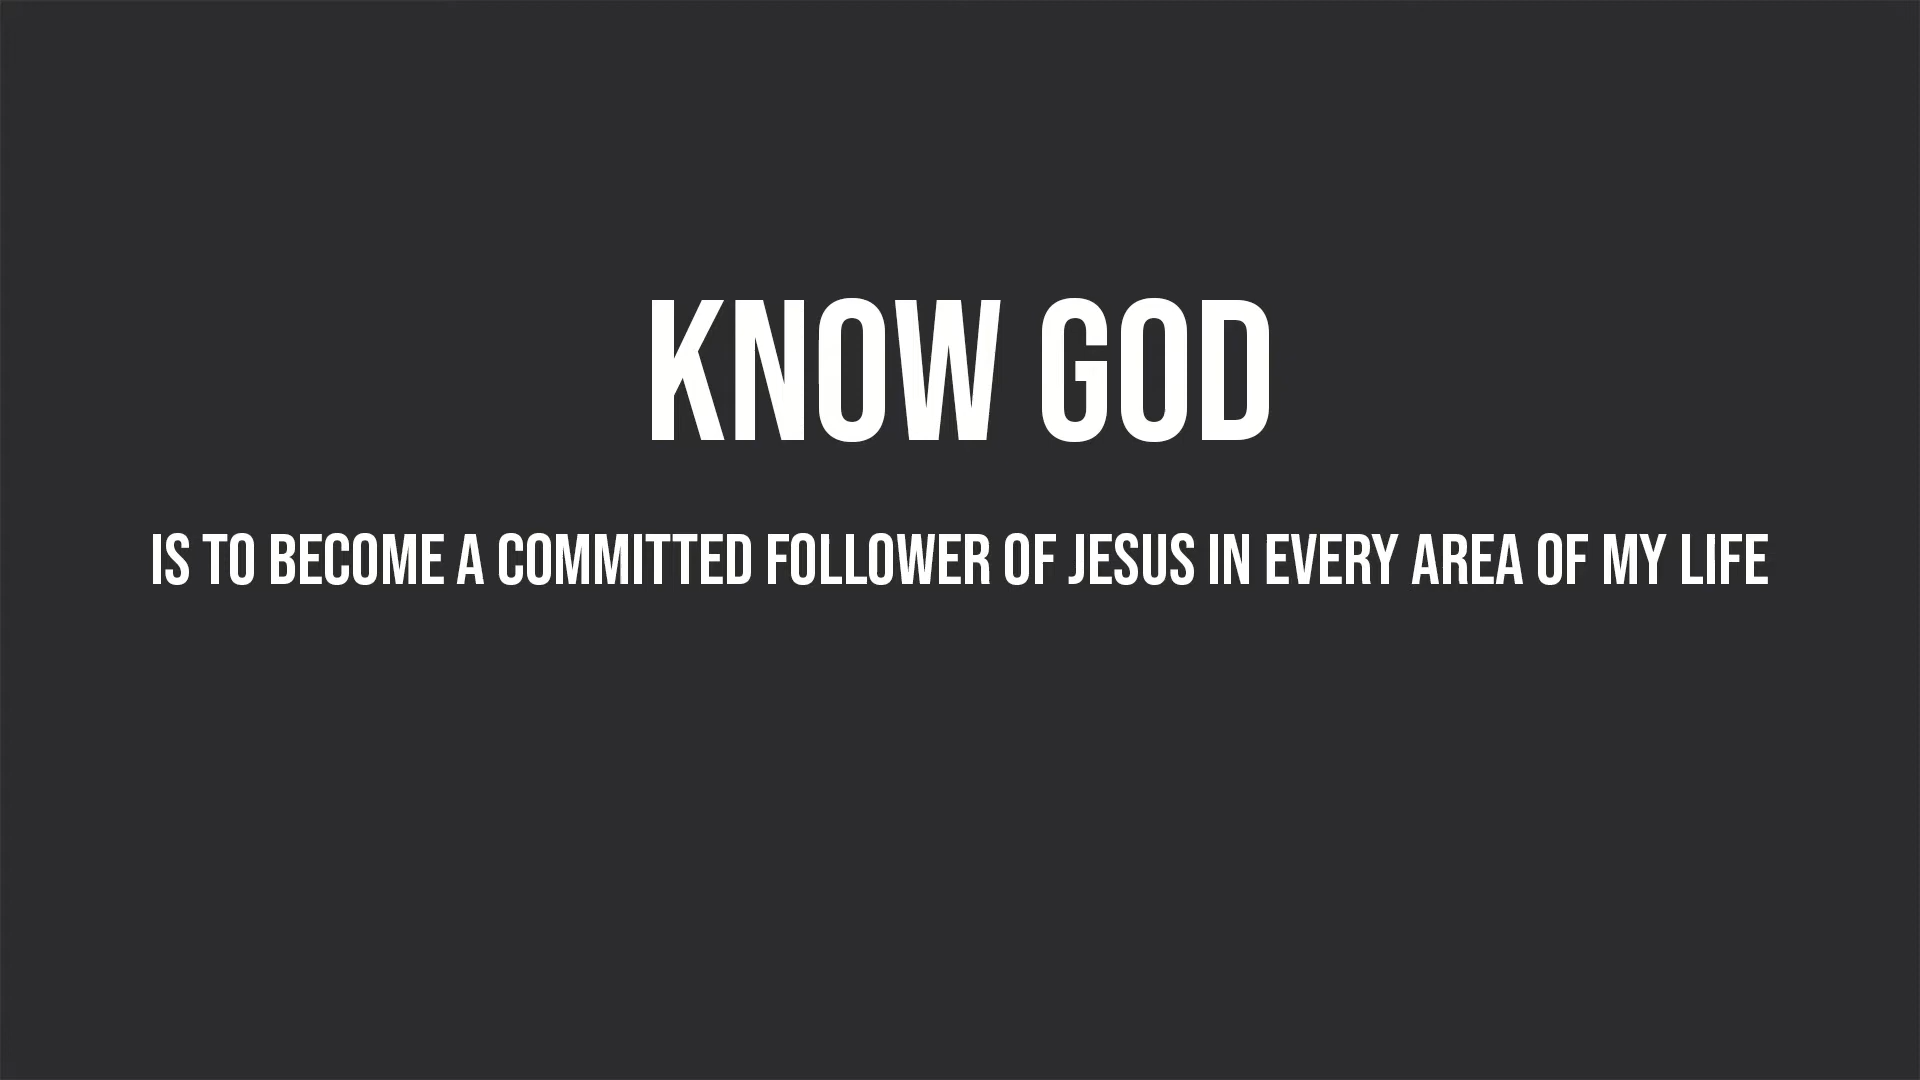 KNOW GOD
IS TO BECOME A COMMITTED FOLLOWER OF JESUS IN EVERY AREA OF MY LIFE